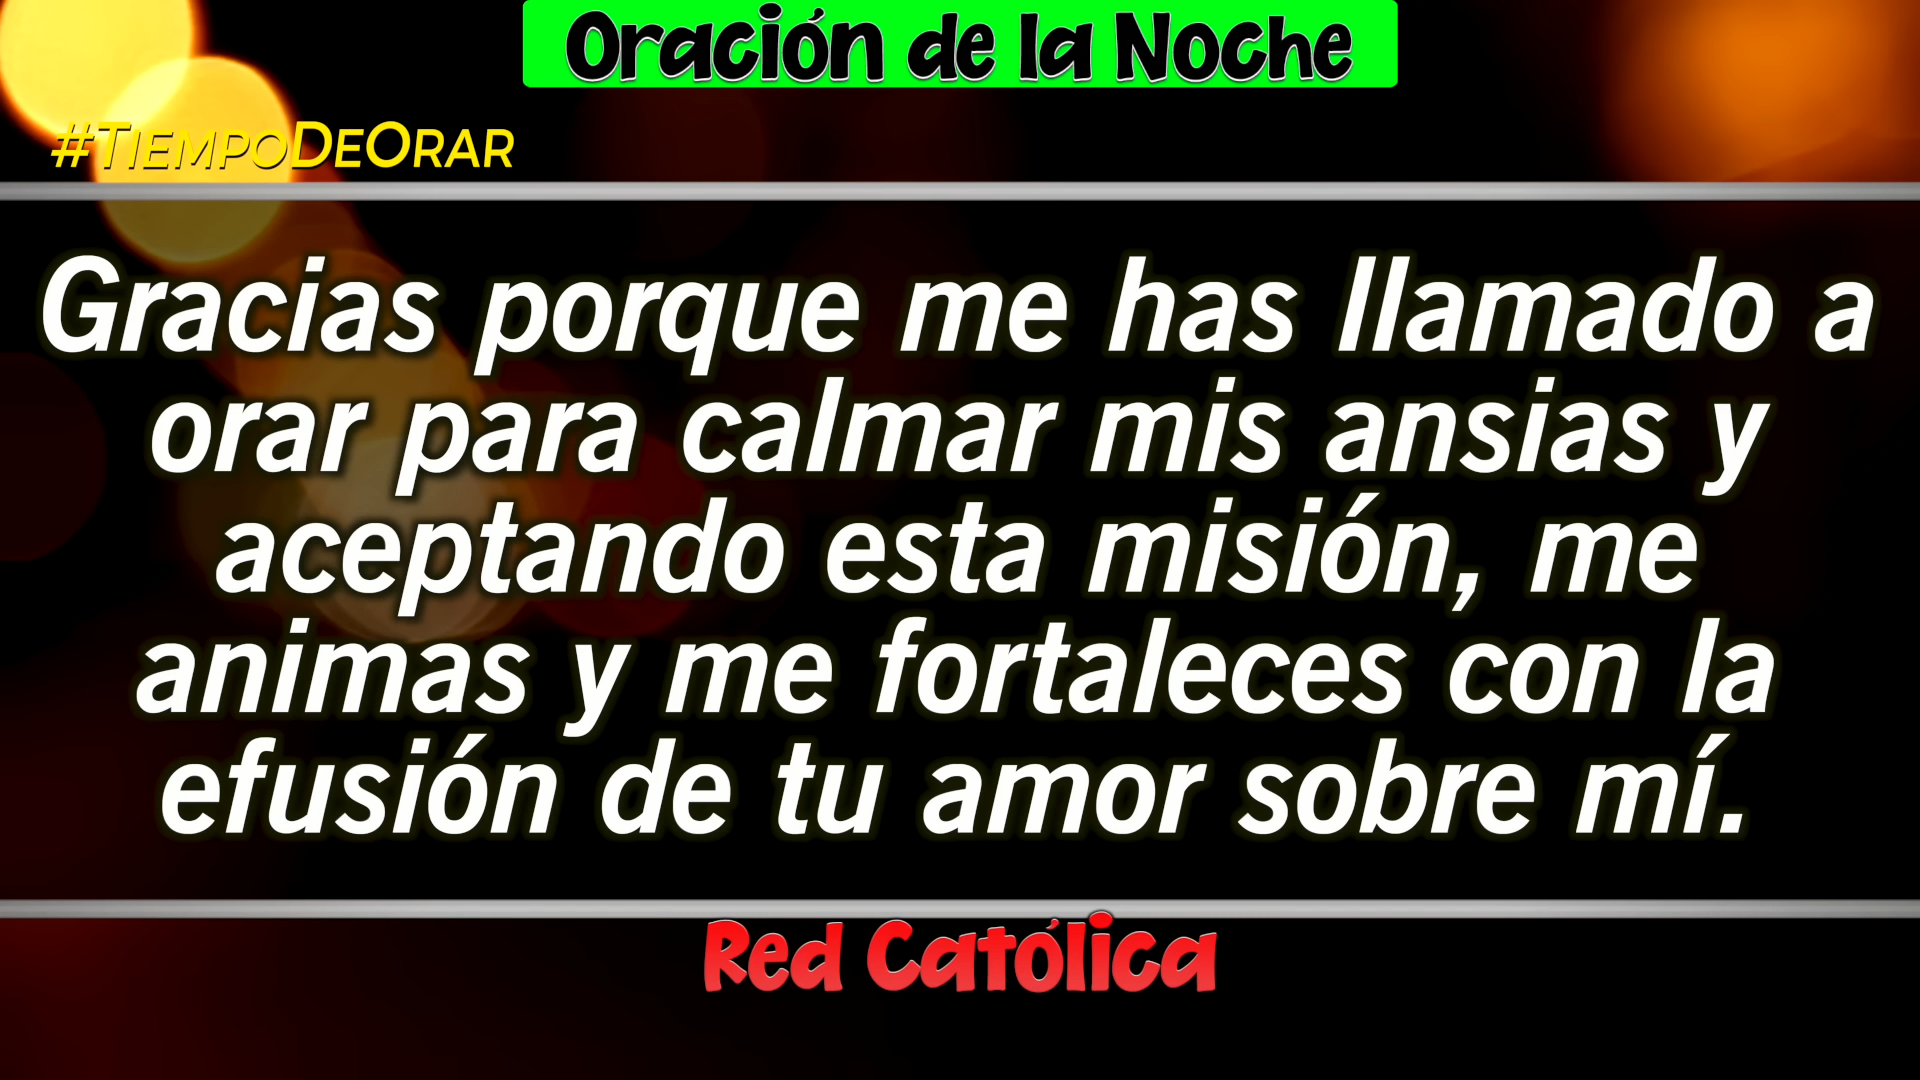 Oración de la Noche
#TiempoDeOrar
Gracias porque me has llamado a
orar para calmar mis ansias y
aceptando esta misión, me
animas y me fortaleces con la
efusión de tu amor sobre mí.
Red Católica